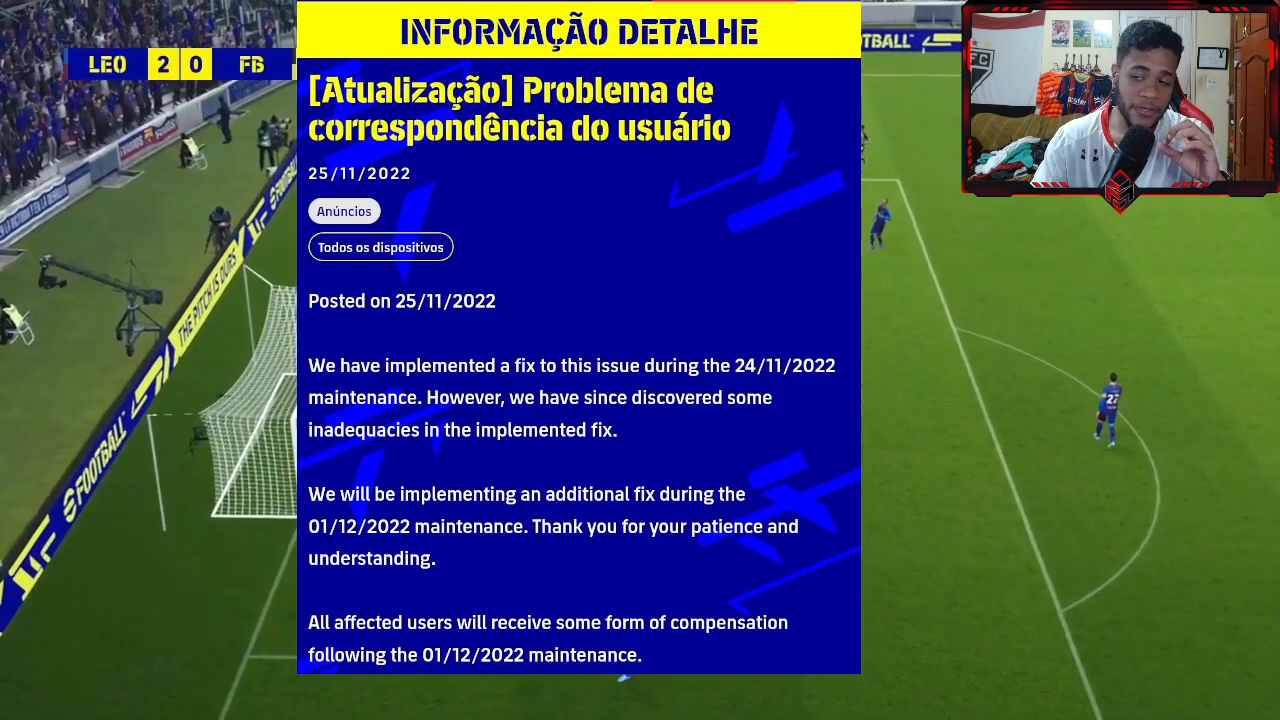 INFORMAÇÃO DETALHE
LEO 2 0 FB
[Atualização] Problema de
correspondência do usuário
25/11/2022
Anúncios
Todos os dispositivos
Posted on 25/11/2022
We have implemented a fix to this issue during the 24/11/2022
maintenance. However, we have since discovered some
inadequacies in the implemented fix.
We will be implementing an additional fix during the
01/12/2022 maintenance. Thank you for your patience and
understanding.
All affected users will receive some form of compensation
following the 01/12/2022 maintenance.
THE PITCH IS OURS
eFOOTBALL
TBALL
FC
22